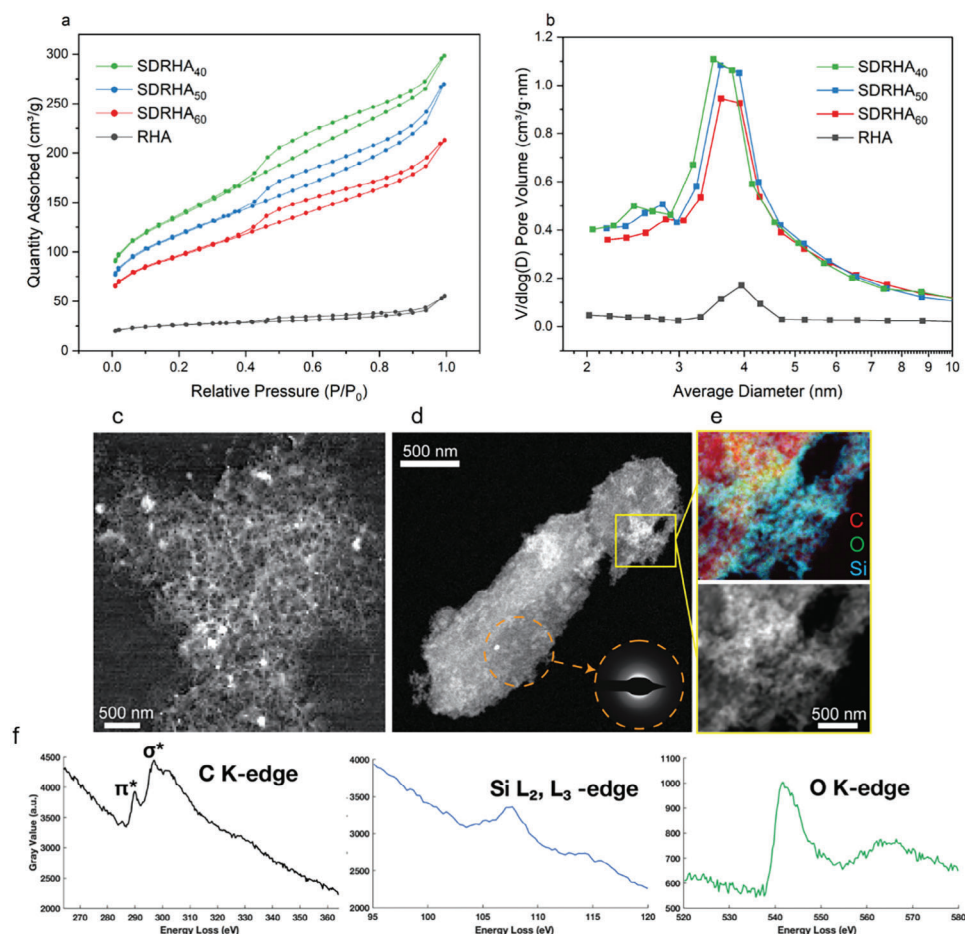 a
Quantity Adsorbed (cm³/g)
300
250
200
150
100
50
0
SDRHA₄₀
SDRHA₅₀
SDRHA₆₀
RHA
0.0 0.2 0.4 0.6 0.8 1.0
Relative Pressure (P/P₀)
b
V/dlog(D) Pore Volume (cm³/g·nm)
1.2
1.0
0.8
0.6
0.4
0.2
0.0
SDRHA₄₀
SDRHA₅₀
SDRHA₆₀
RHA
2 3 4 5 6 7 8 9 10
Average Diameter (nm)
c
500 nm
d
500 nm
e
C
O
Si
500 nm
f
Gray Value (a.u.)
4500
4000
3500
3000
2500
2000
π*
σ*
C K-edge
270 280 290 300 310 320 330 340 350 360
Energy Loss (eV)
4000
3500
3000
2500
2000
Si L₂, L₃ -edge
95 100 105 110 115 120
Energy Loss (eV)
1100
1000
900
800
700
600
500
O K-edge
520 530 540 550 560 570 580
Energy Loss (eV)